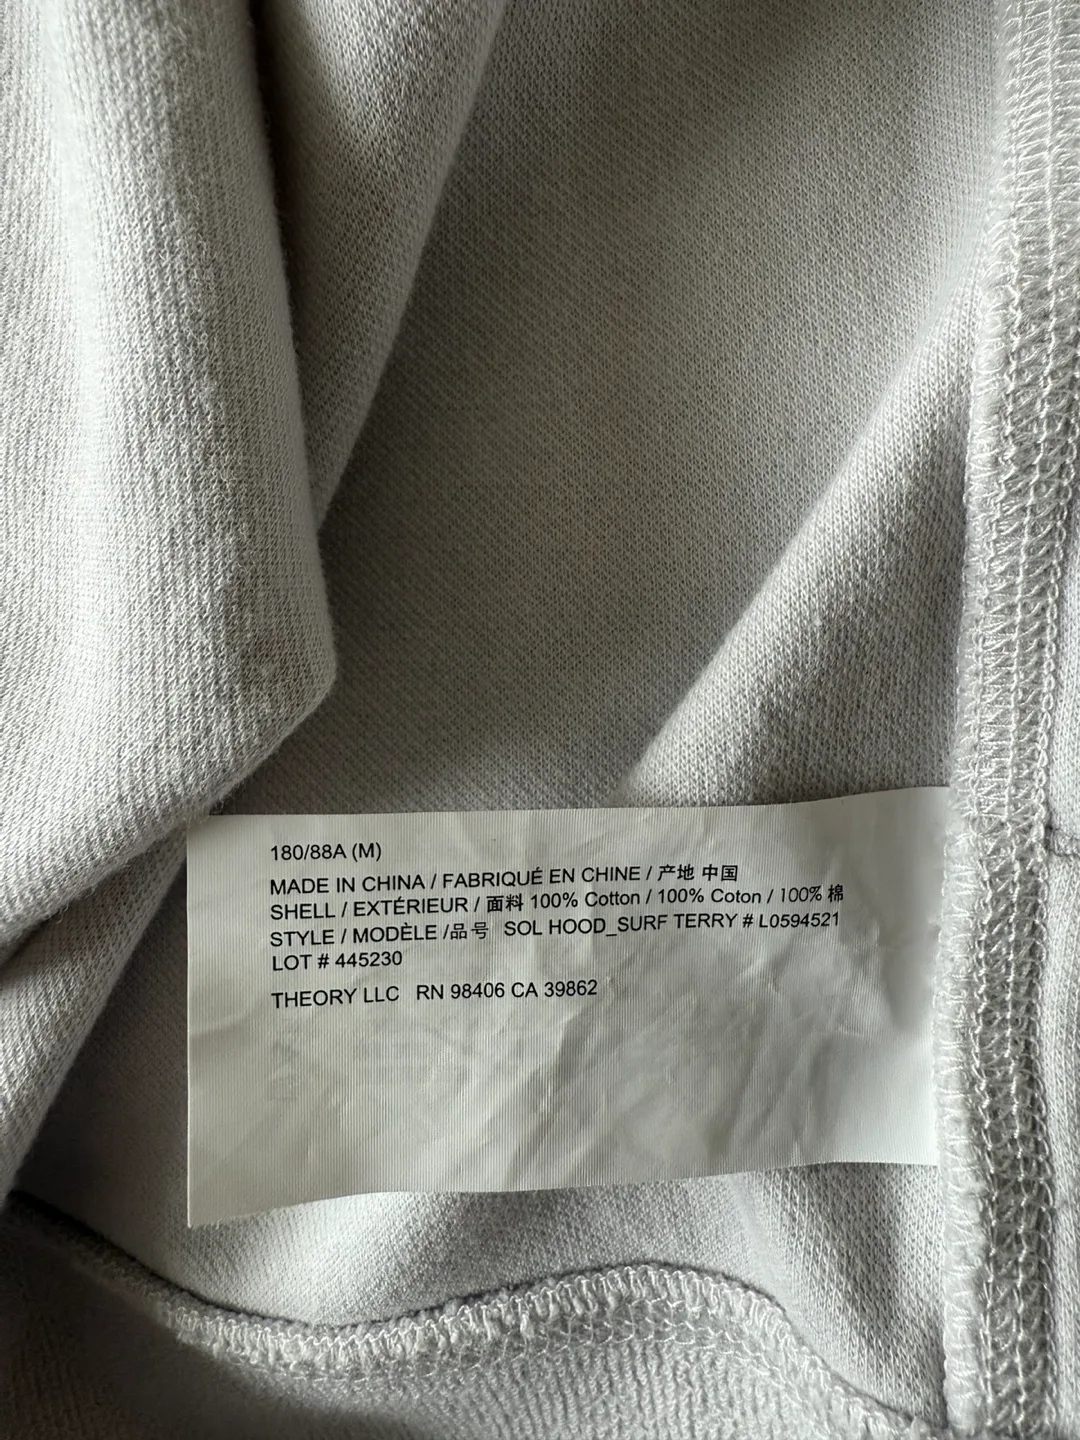 180/88A (M)
MADE IN CHINA / FABRIQUÉ EN CHINE / 产地 中国
SHELL / EXTÉRIEUR / 面料 100% Cotton / 100% Coton / 100% 棉
STYLE / MODÈLE /品号 SOL HOOD_SURF TERRY # L0594521
LOT # 445230
THEORY LLC RN 98406 CA 39862